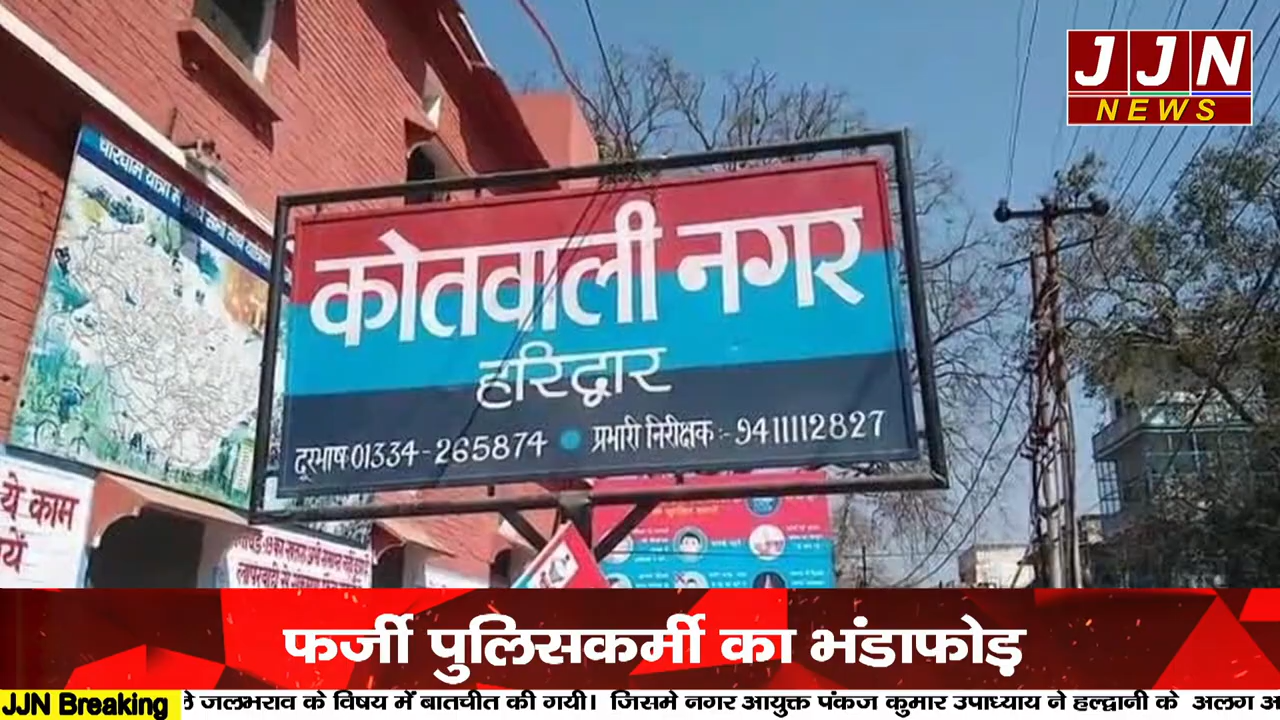 JJN
NEWS
चारधाम यात्रा में
कोतवाली नगर
हरिद्वार
दूरभाष 01334-265874 ● प्रभारी निरीक्षक :- 9411112827
ये काम
फर्जी पुलिसकर्मी का भंडाफोड़
JJN Breaking
ले जलभराव के विषय में बातचीत की गयी। जिसमे नगर आयुक्त पंकज कुमार उपाध्याय ने हल्द्वानी के अलग अ